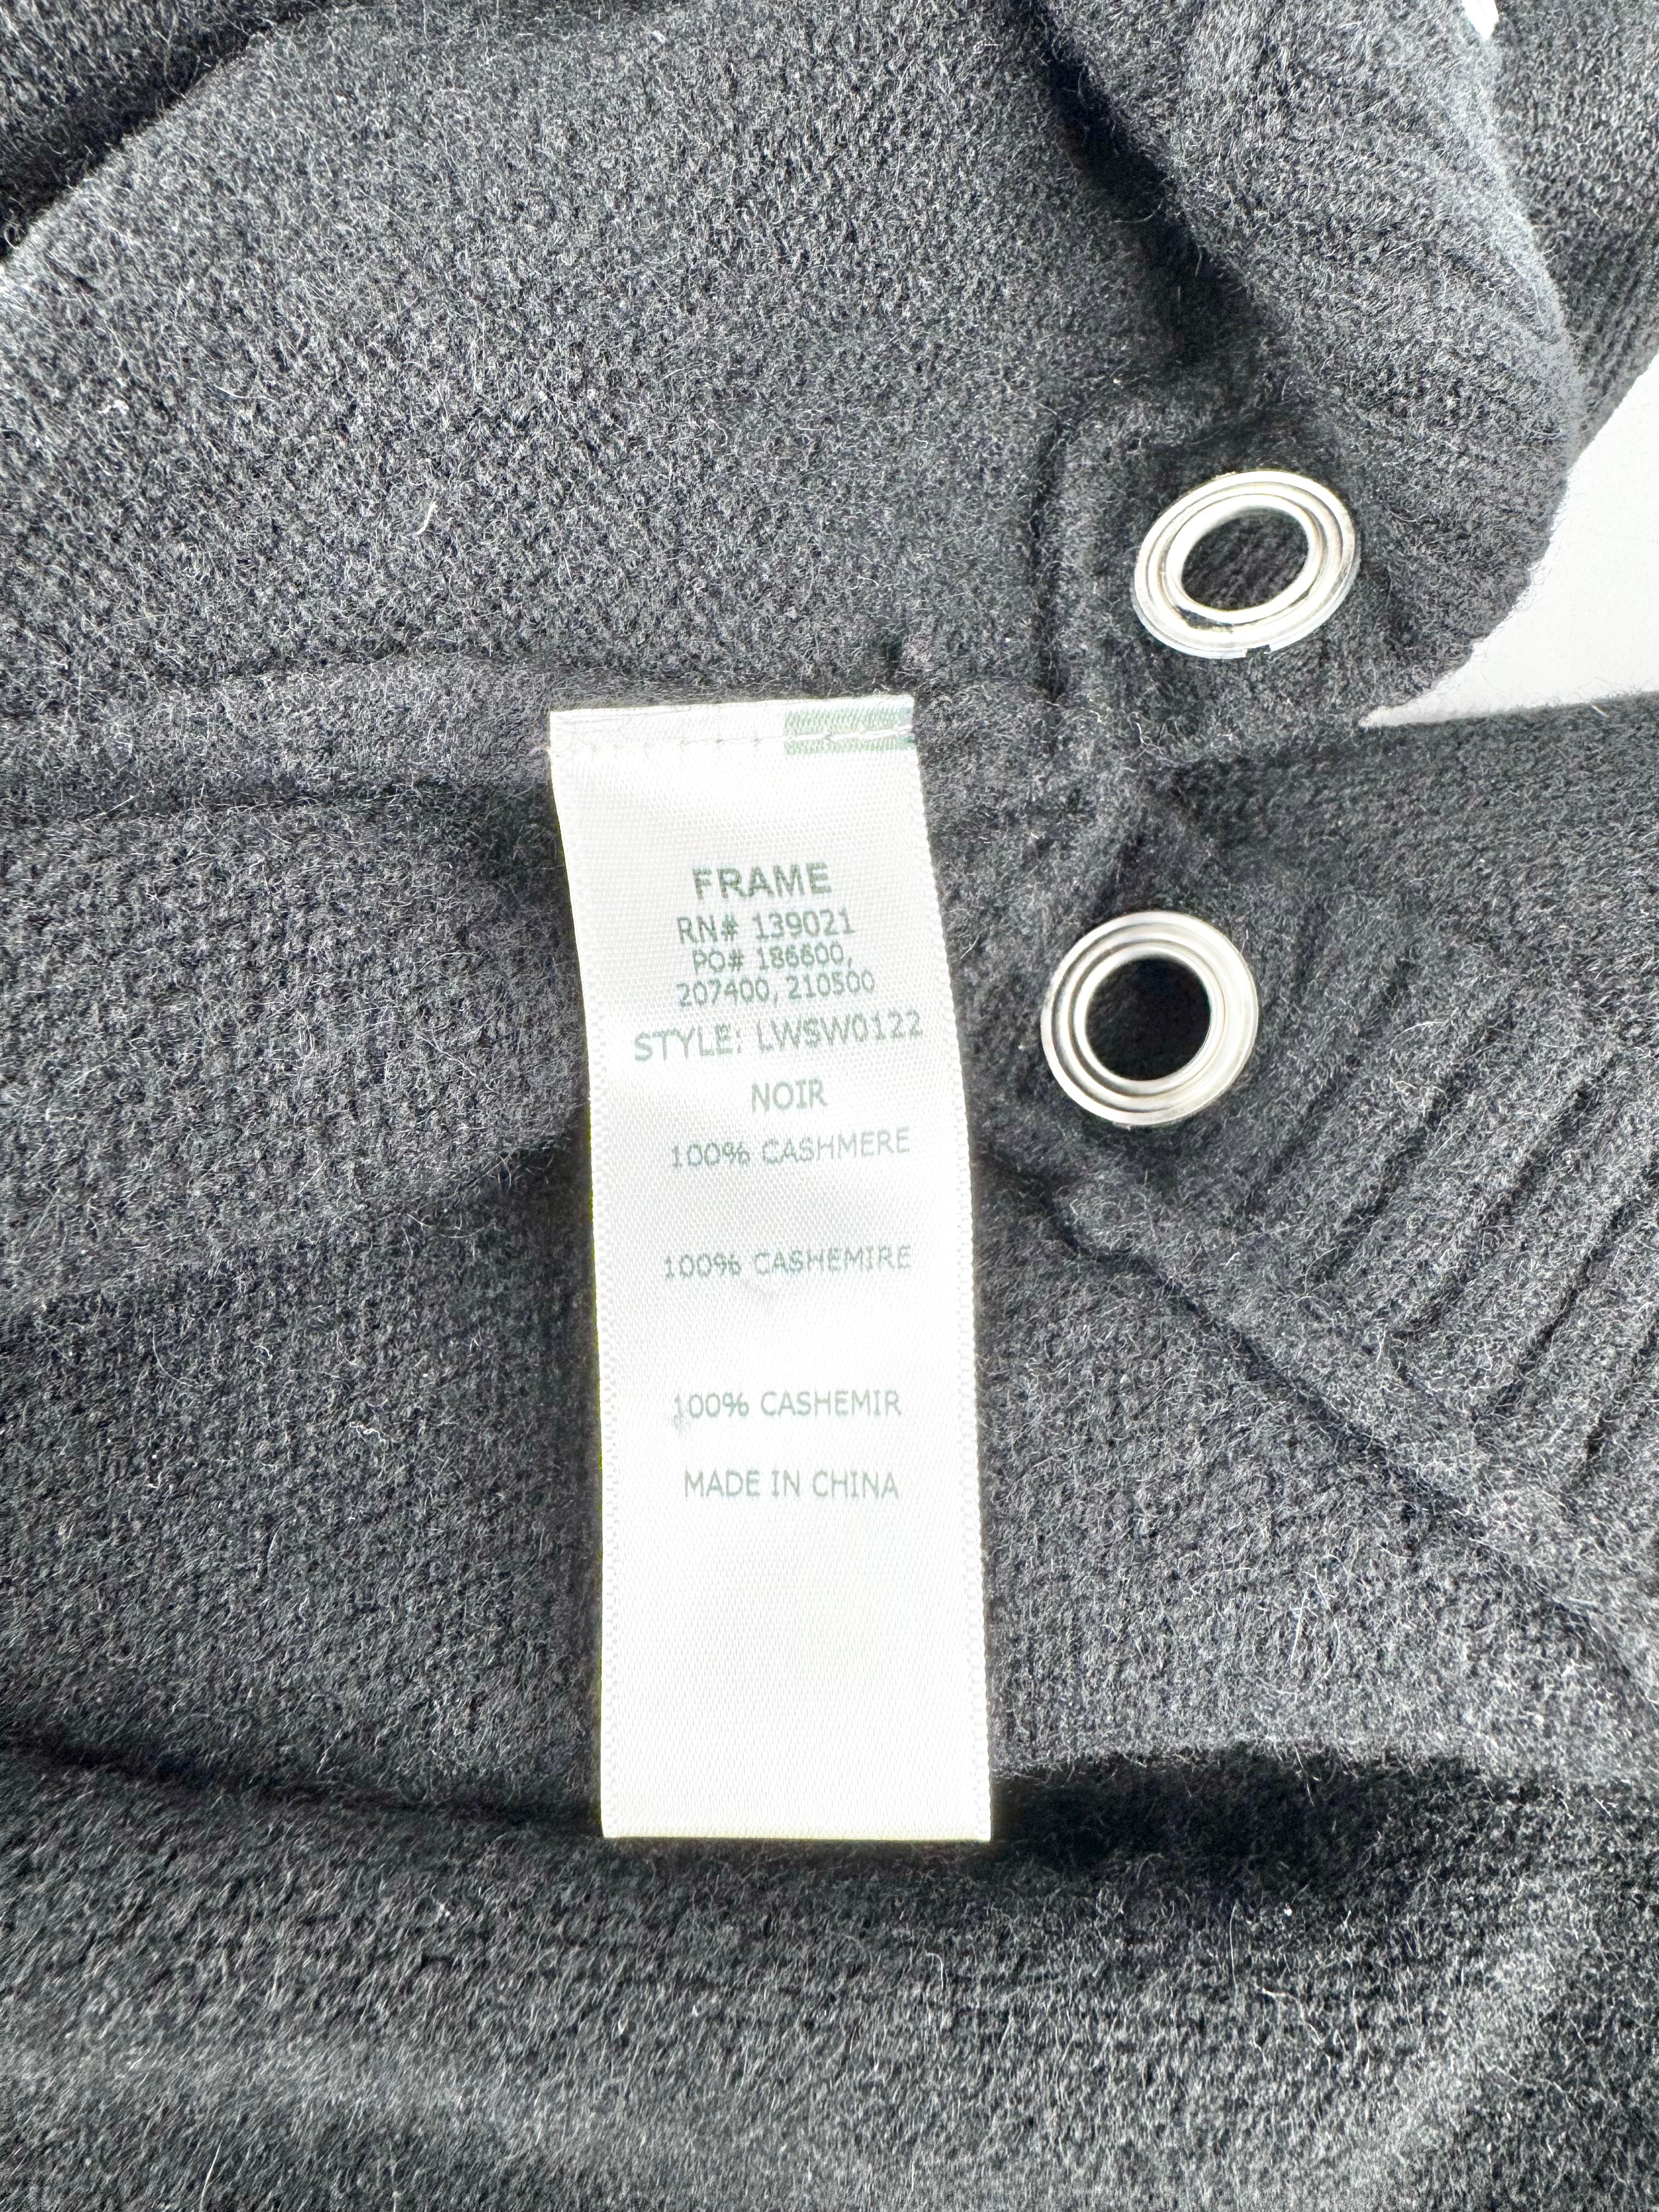 FRAME
RN# 139021
PO# 186600,
207400, 210500
STYLE: LWSW0122
NOIR
100% CASHMERE
100% CASHEMIRE
100% CASHEMIR
MADE IN CHINA